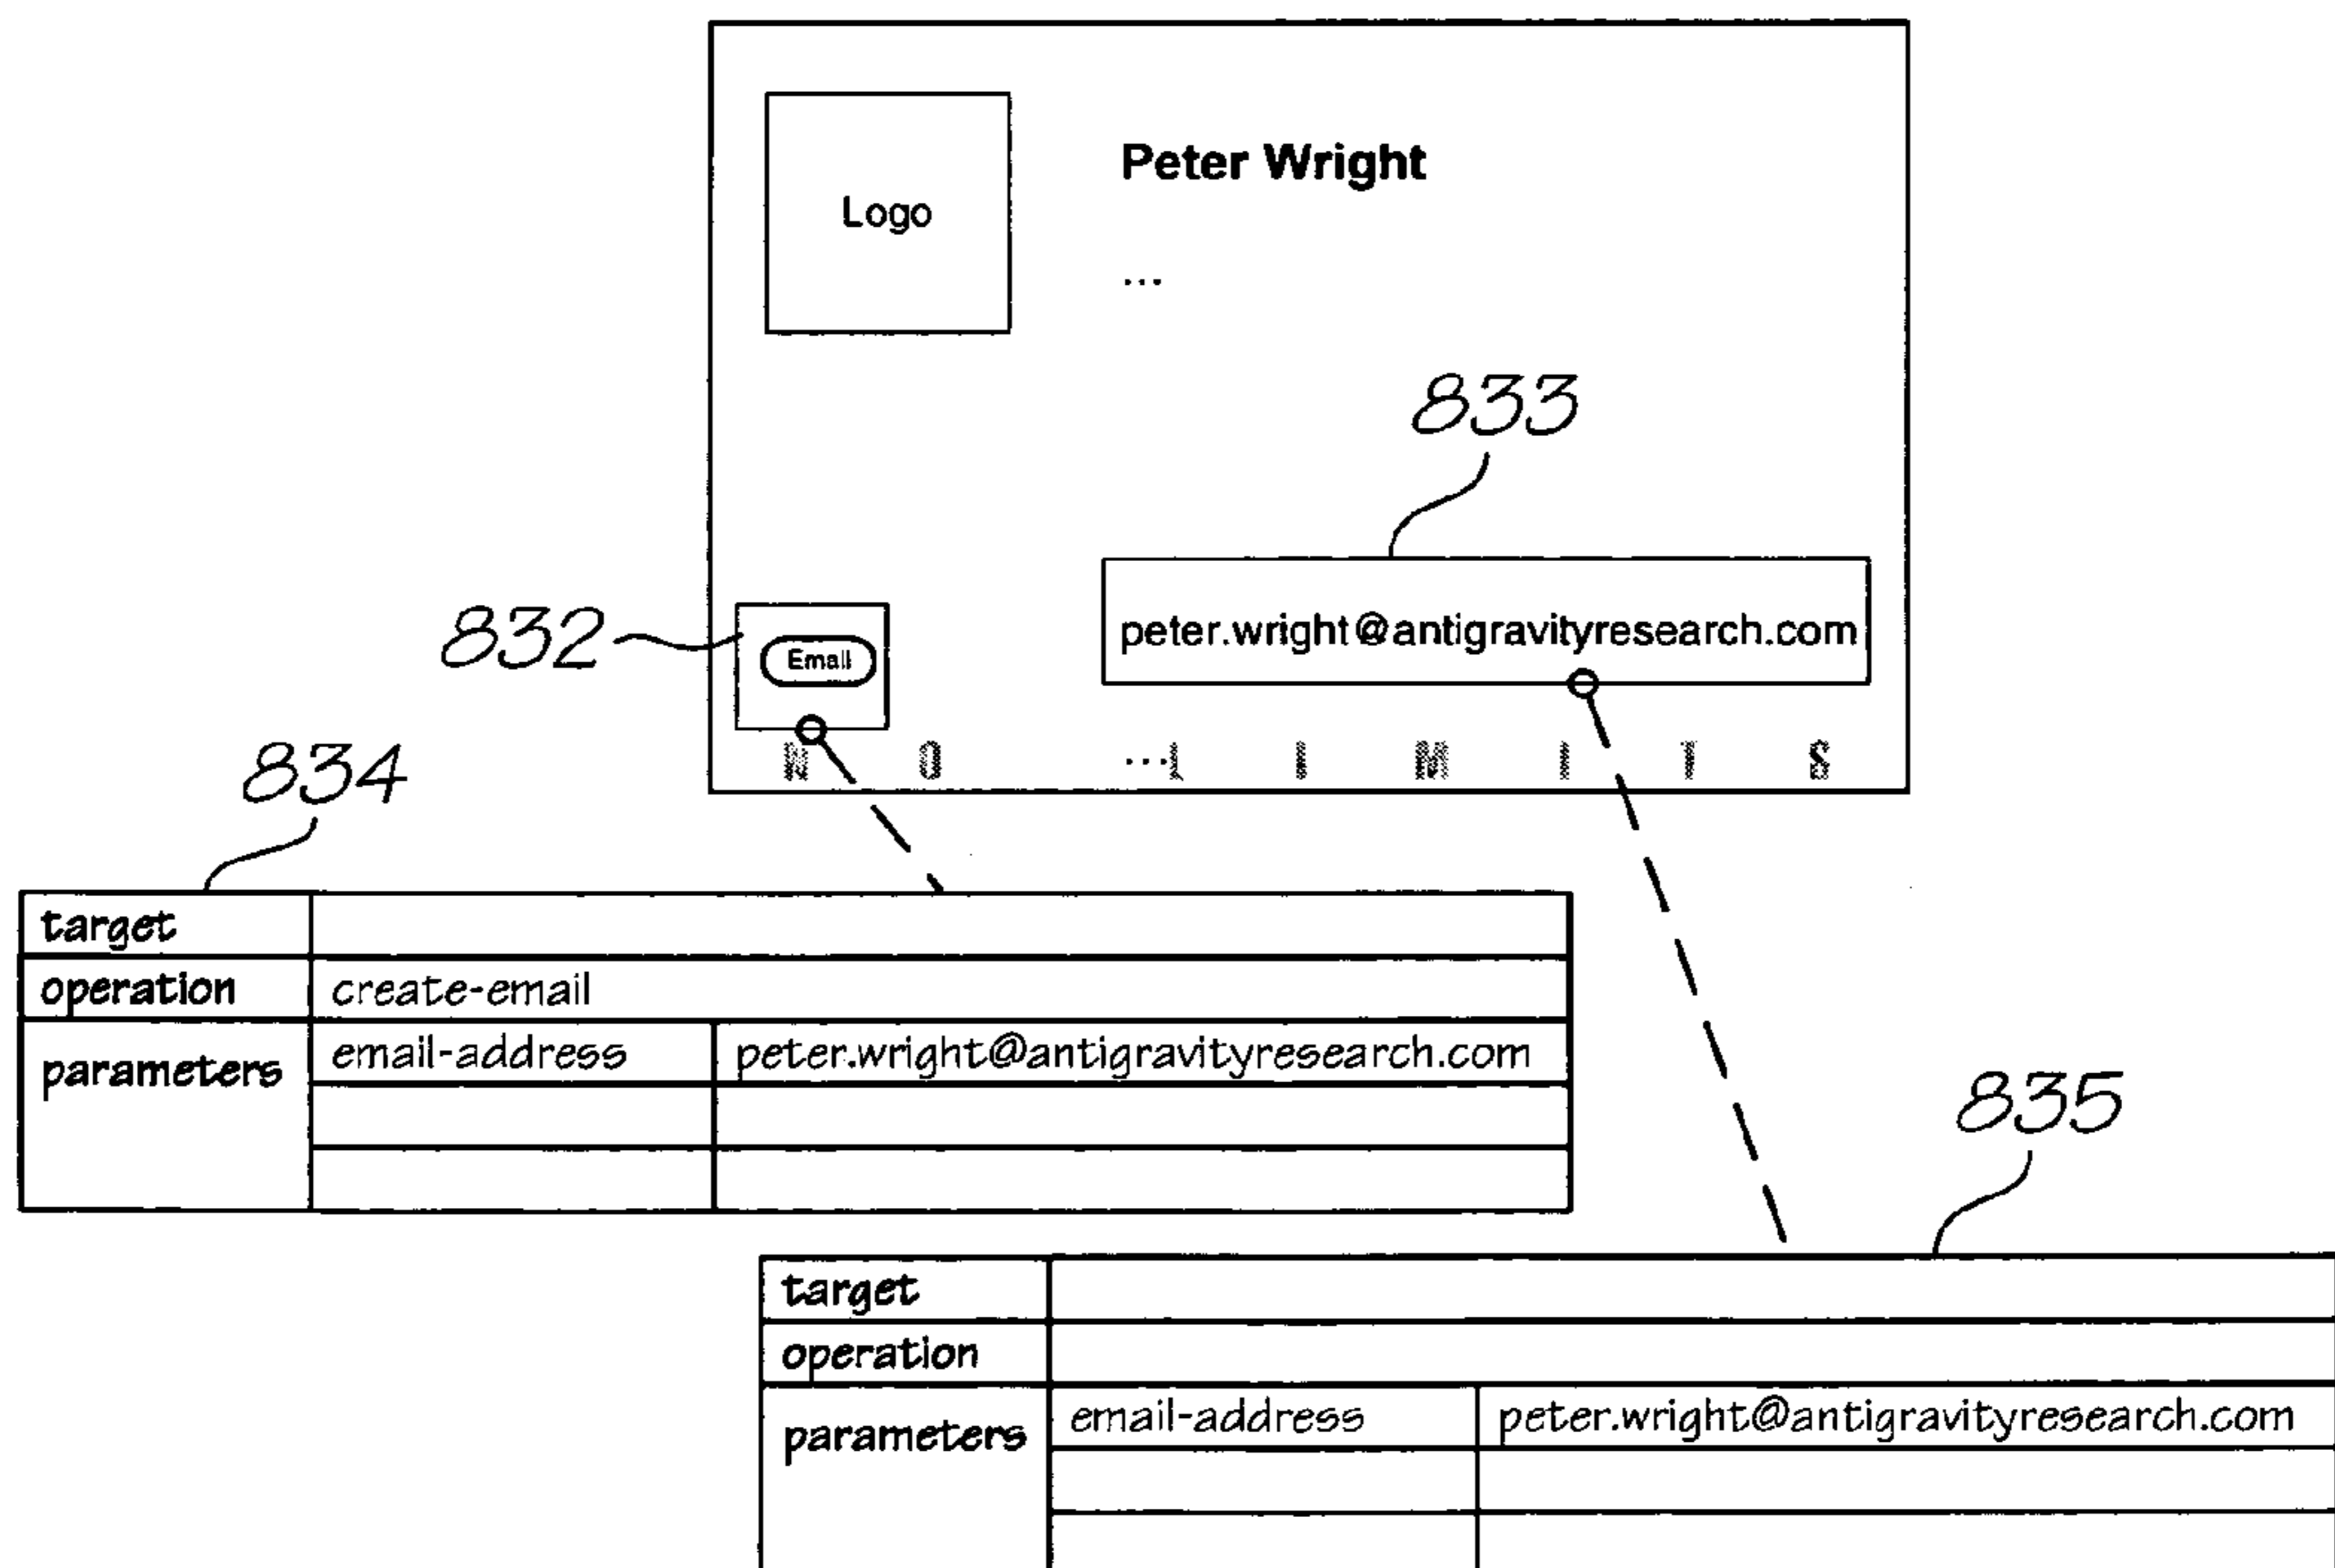 Peter Wright
Logo
...
833
peter.wright@antigravityresearch.com
832
Email
N O ...L I M I T S
834
target
operation create-email
parameters email-address peter.wright@antigravityresearch.com
835
target
operation
parameters email-address peter.wright@antigravityresearch.com